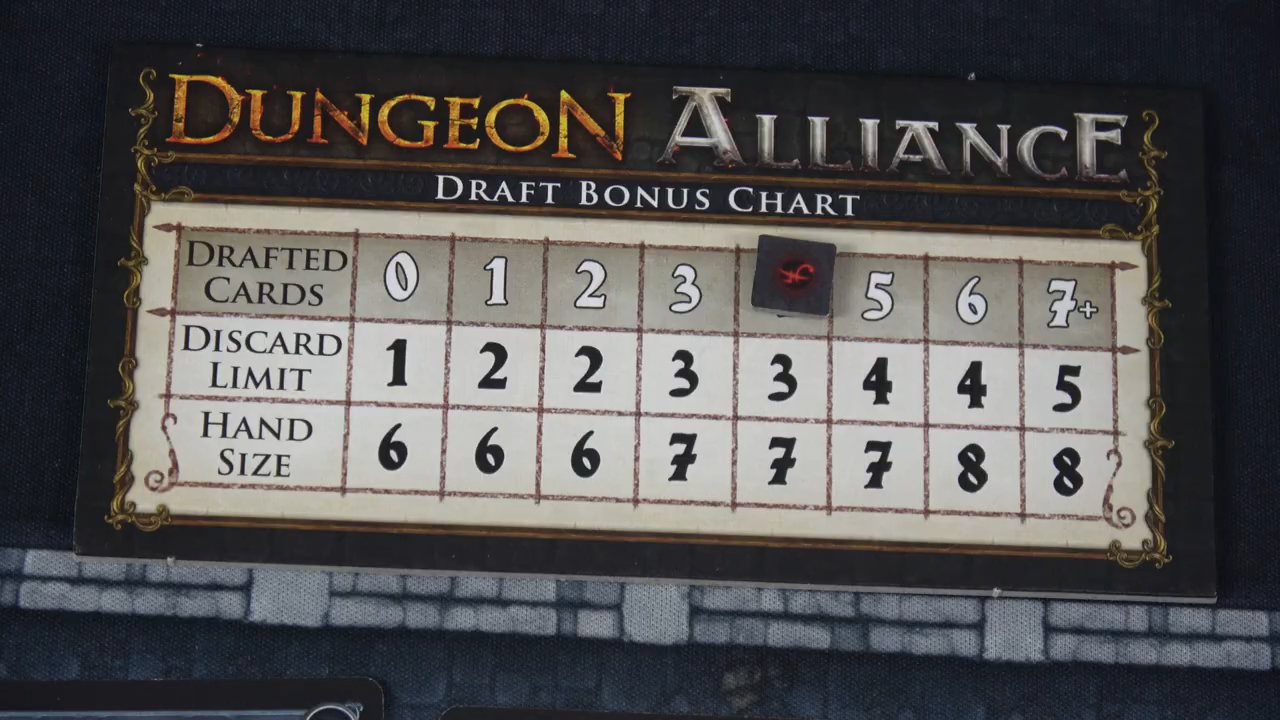 DUNGEON ALLIANCE
DRAFT BONUS CHART
DRAFTED CARDS 0 1 2 3 5 6 7+
DISCARD LIMIT 1 2 2 3 3 4 4 5
HAND SIZE 6 6 6 7 7 7 8 8